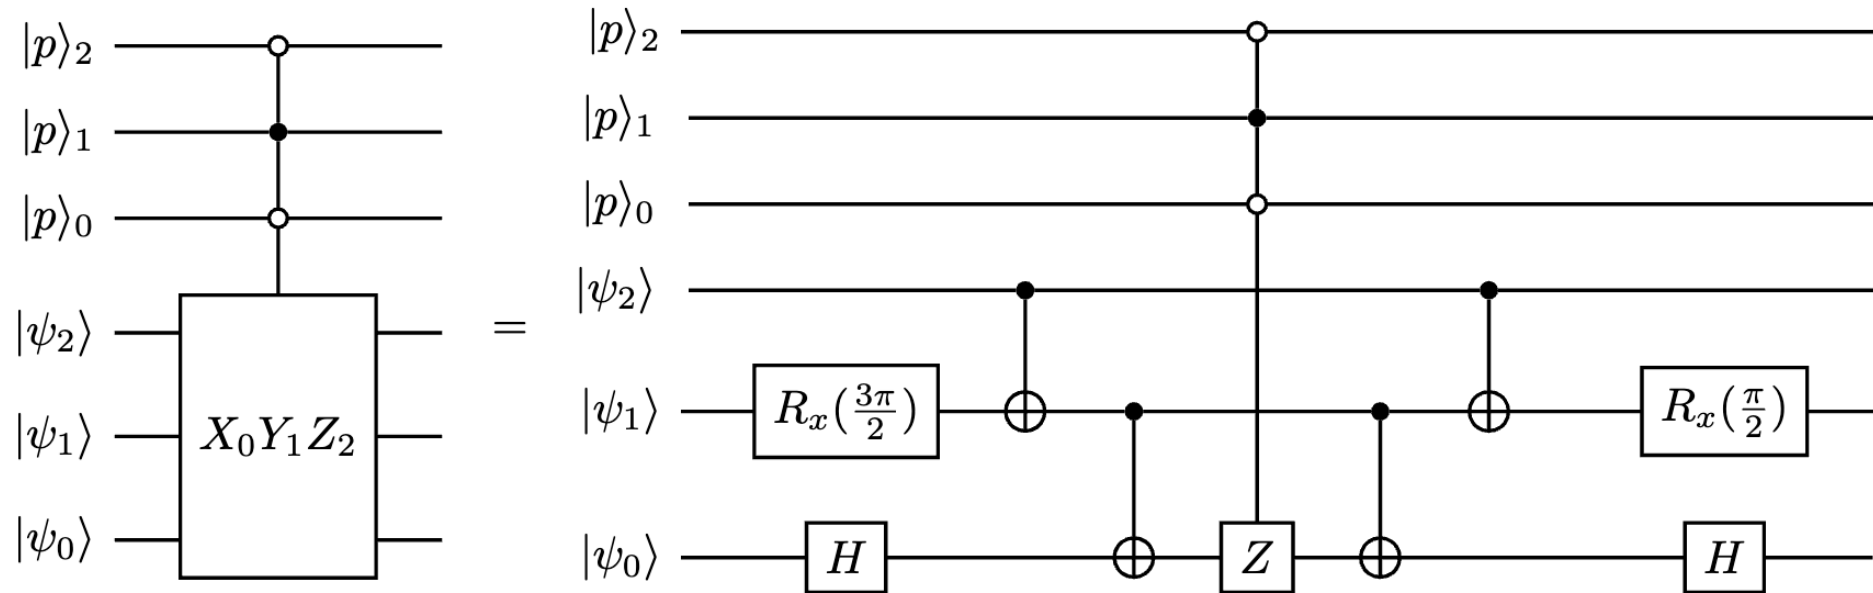 |p⟩₂
|p⟩₁
|p⟩₀
|ψ₂⟩
|ψ₁⟩
|ψ₀⟩
X₀Y₁Z₂
=
|p⟩₂
|p⟩₁
|p⟩₀
|ψ₂⟩
|ψ₁⟩ Rₓ(3π/2) Rₓ(π/2)
|ψ₀⟩ H Z H